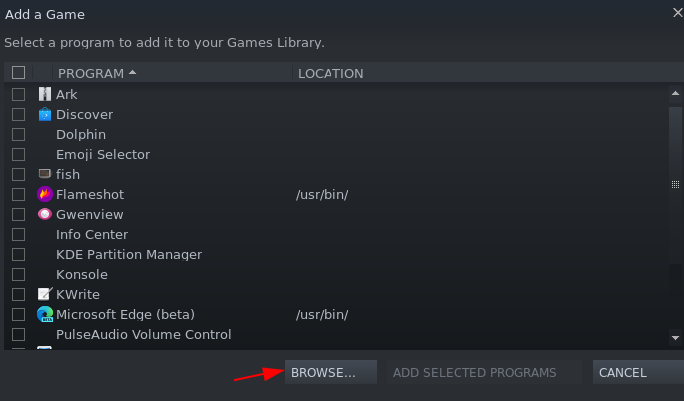 Add a Game
Select a program to add it to your Games Library.
PROGRAM LOCATION
Ark
Discover
Dolphin
Emoji Selector
fish
Flameshot /usr/bin/
Gwenview
Info Center
KDE Partition Manager
Konsole
KWrite
Microsoft Edge (beta) /usr/bin/
PulseAudio Volume Control
BROWSE... ADD SELECTED PROGRAMS CANCEL